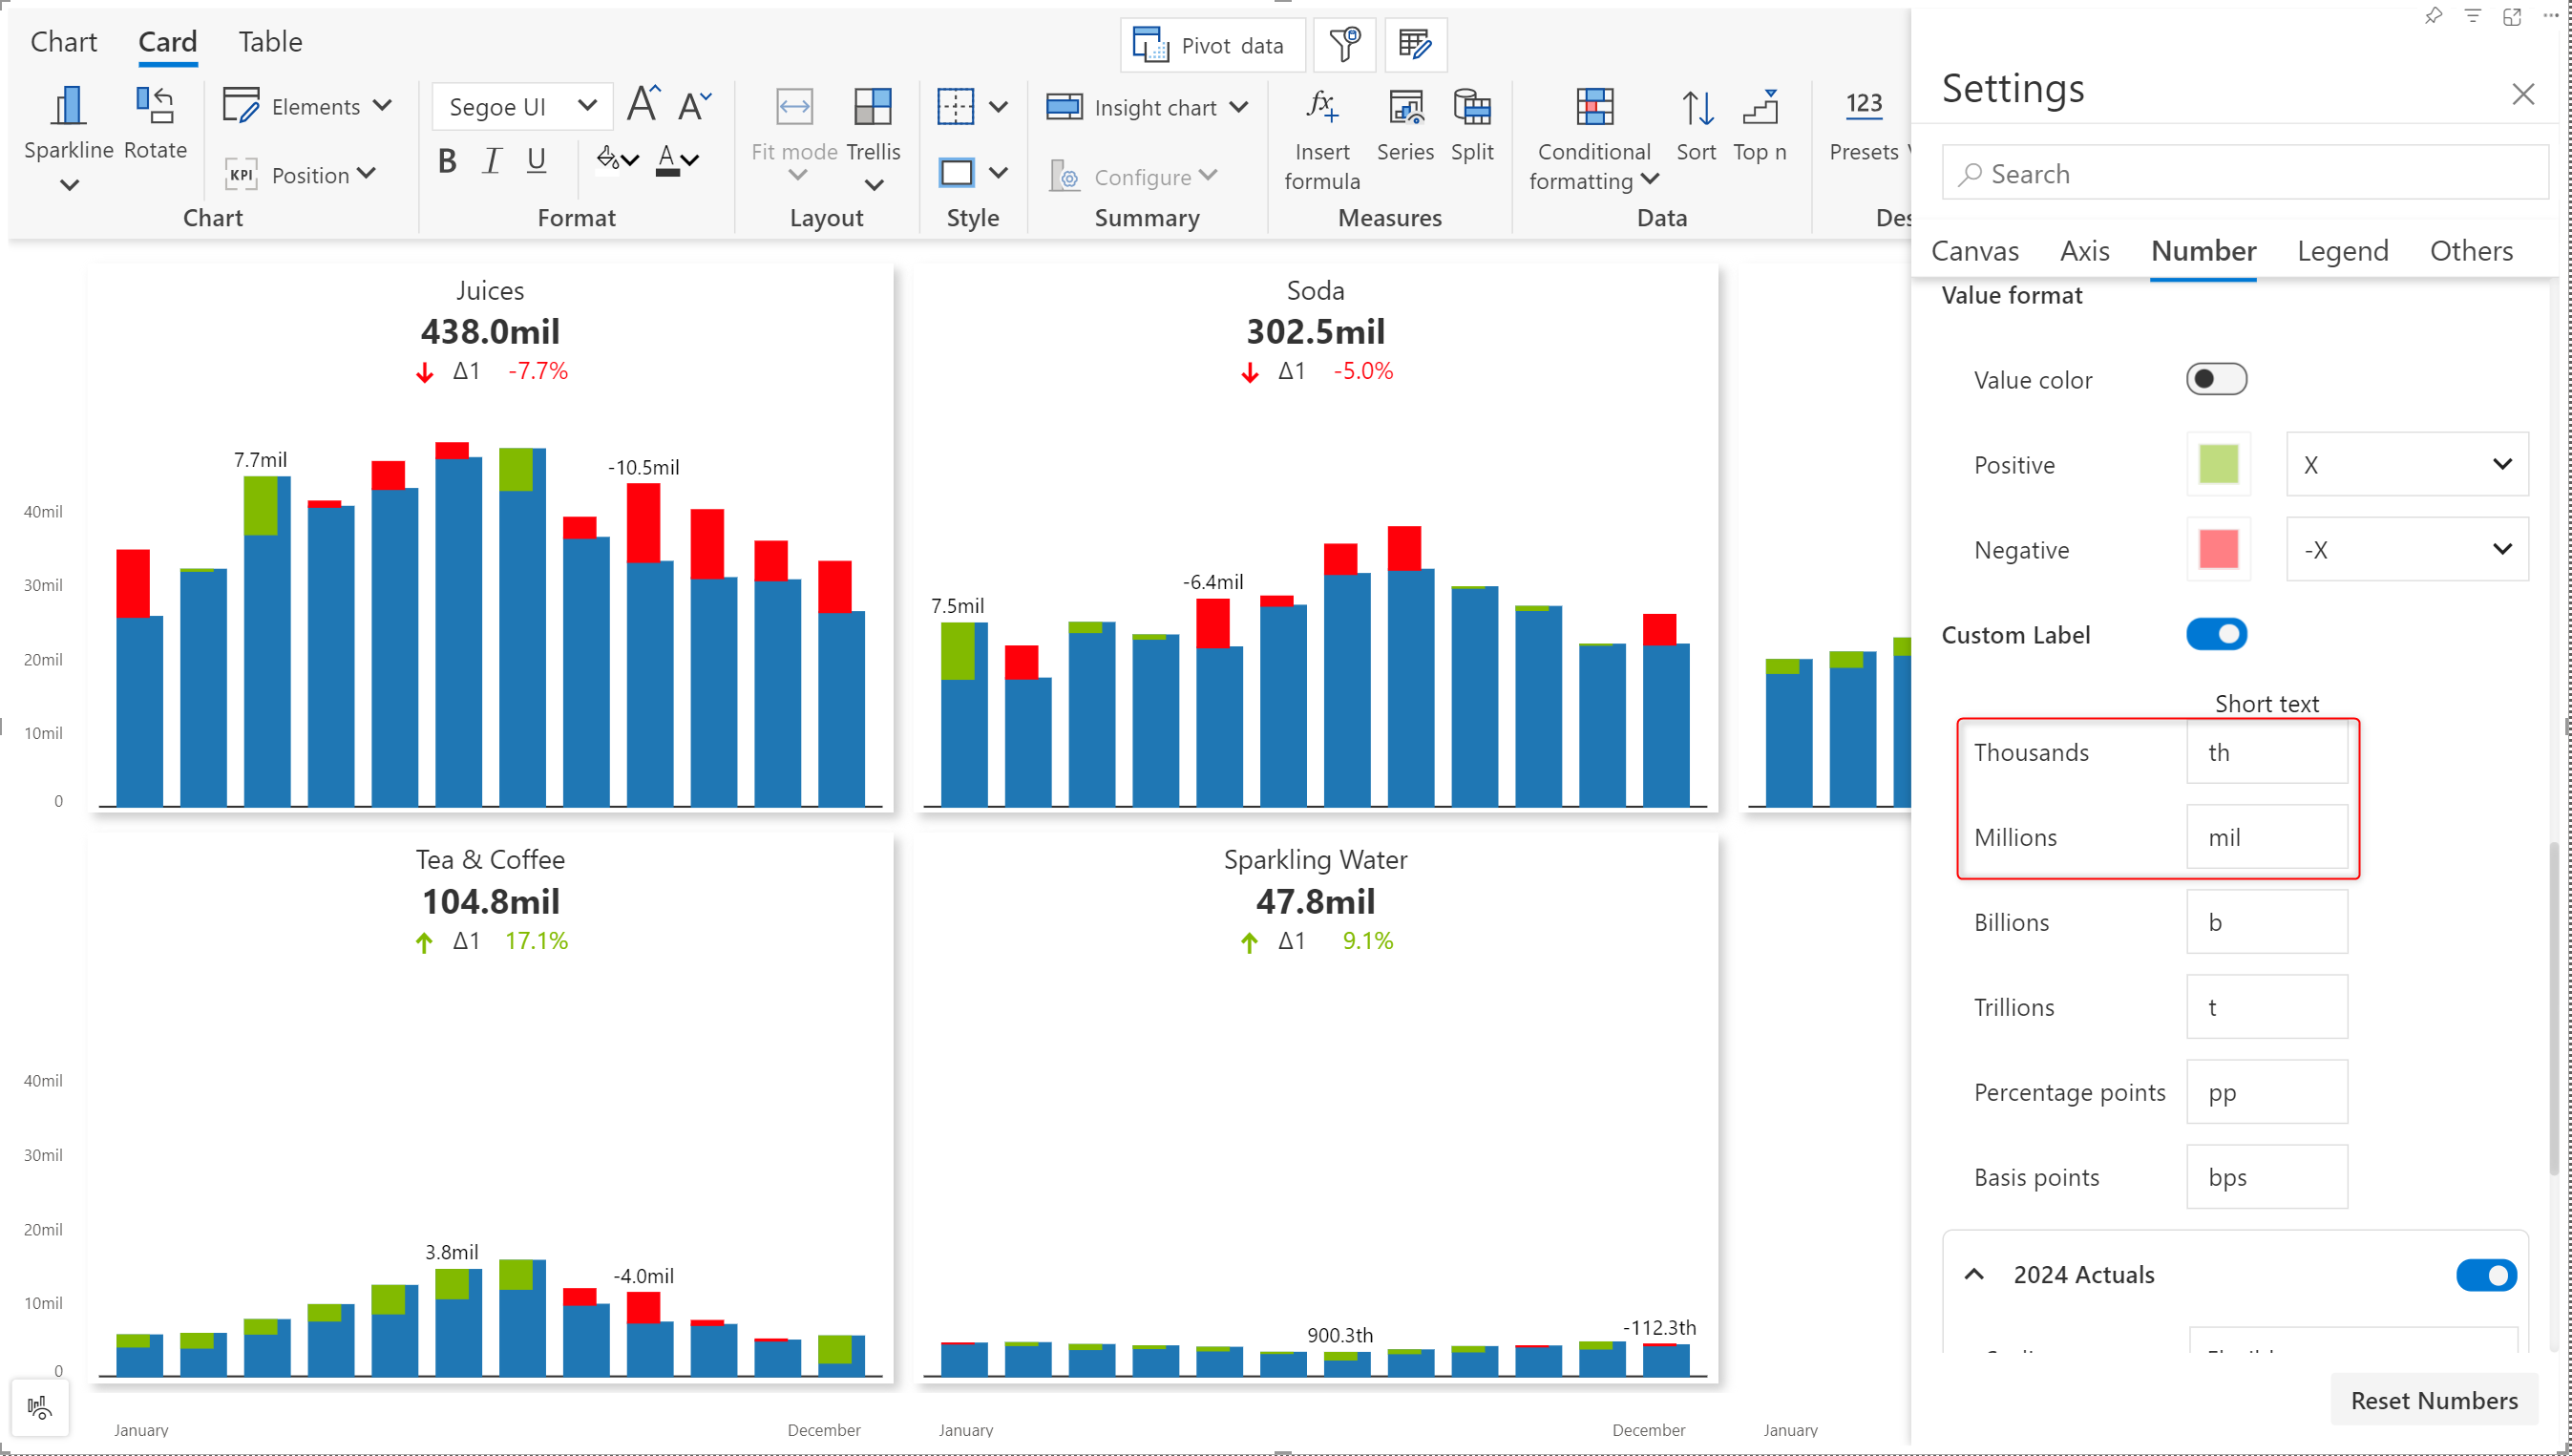 Chart Card Table
Pivot data
Sparkline Rotate
Elements
KPI Position
Chart
Segoe UI A A
B I U A
Format
Fit mode Trellis
Layout
Style
Insight chart
Configure
Summary
fx Insert formula
Series Split
Measures
Conditional formatting
Sort Top n
Data
123
Presets
Des
Settings
Search
Canvas Axis Number Legend Others
Value format
Value color
Positive X
Negative -X
Custom Label
Short text
Thousands th
Millions mil
Billions b
Trillions t
Percentage points pp
Basis points bps
2024 Actuals
Reset Numbers
Juices
438.0mil
Δ1 -7.7%
7.7mil
-10.5mil
40mil
30mil
20mil
10mil
0
Soda
302.5mil
Δ1 -5.0%
7.5mil
-6.4mil
Tea & Coffee
104.8mil
Δ1 17.1%
3.8mil
-4.0mil
40mil
30mil
20mil
10mil
0
Sparkling Water
47.8mil
Δ1 9.1%
900.3th
-112.3th
January December January December January